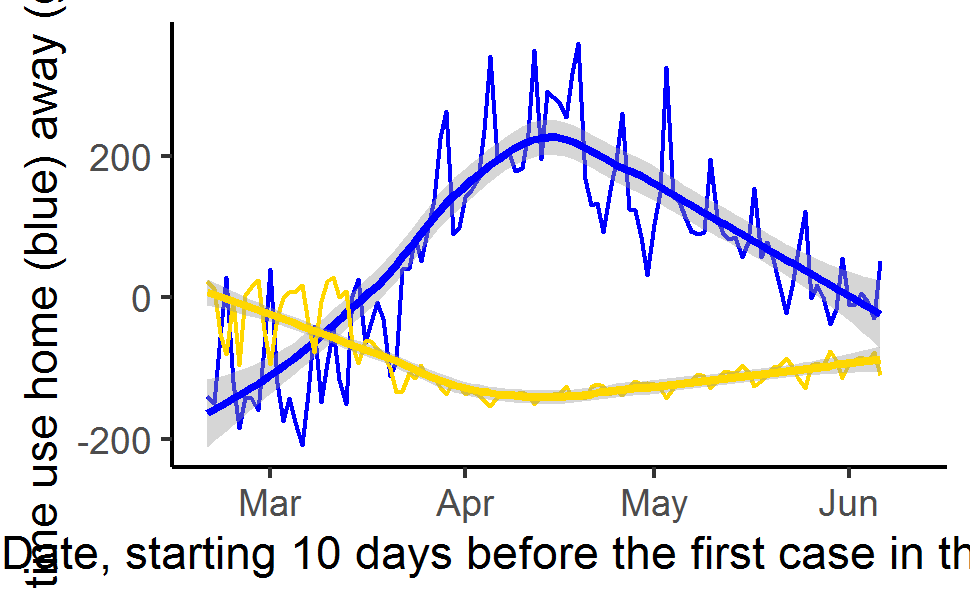 time use home (blue) away (
200
0
-200
Mar Apr May Jun
Date, starting 10 days before the first case in th